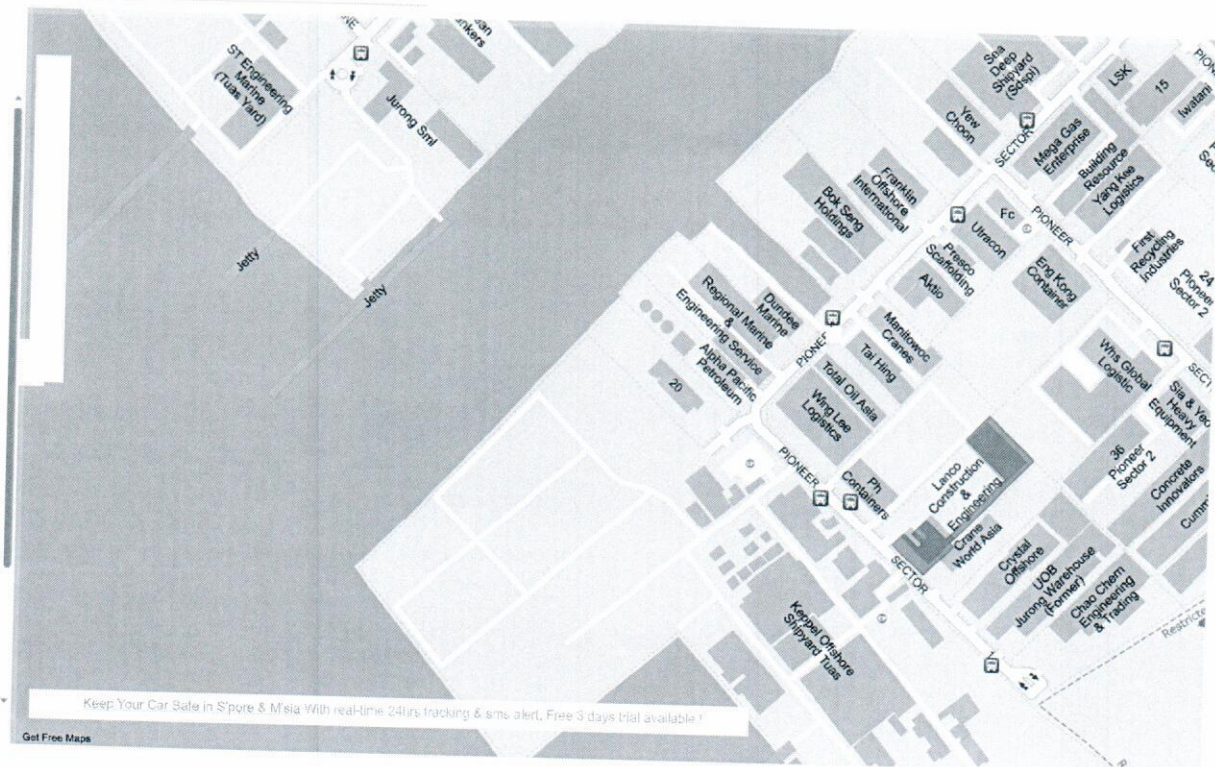 ST Engineering
Marine
(Tuas Yard)
Jurong Sml
Jetty
Jetty
Sna
Deep
Shipyard
(Sospl)
LSK
15
Iwatani
Yew
Choon
SECTOR
Mega Gas
Enterprise
Building
Resource
Yang Kee
Logistics
Franklin
Offshore
International
Bok Seng
Holdings
Fc
Utracon
PIONEER
First
Recycling
Industries
24
Pioneer
Sector 2
Presco
Scaffolding
Aktio
Eng Kong
Container
Dundee
Marine
Regional Marine
&
Engineering Service
Alpha Pacific
Petroleum
20
Manitowoc
Cranes
Tai Hing
Total Oil Asia
Wing Lee
Logistics
Whs Global
Logistic
Sia & Yeo
Heavy
Equipment
36
Pioneer
Sector 2
Concrete
Innovators
PIONEER
Ph
Containers
Lanco
Construction
&
Engineering
Crane
World Asia
SECTOR
Crystal
Offshore
UOB
Jurong Warehouse
(Former)
Chao Chem
Engineering
& Trading
Keppel Offshore
Shipyard Tuas
Keep Your Car Safe in S'pore & M'sia With real-time 24hrs tracking & sms alert, Free 3 days trial available !
Get Free Maps